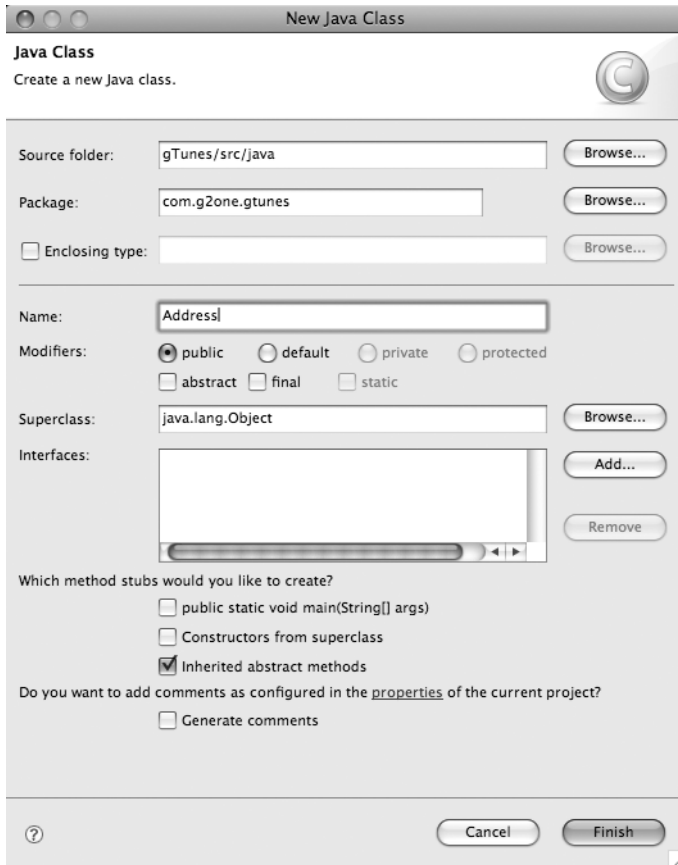 New Java Class
Java Class
Create a new Java class.
Source folder: gTunes/src/java Browse...
Package: com.g2one.gtunes Browse...
Enclosing type: Browse...
Name: Address
Modifiers: public default private protected
abstract final static
Superclass: java.lang.Object Browse...
Interfaces: Add...
Remove
Which method stubs would you like to create?
public static void main(String[] args)
Constructors from superclass
Inherited abstract methods
Do you want to add comments as configured in the properties of the current project?
Generate comments
? Cancel Finish